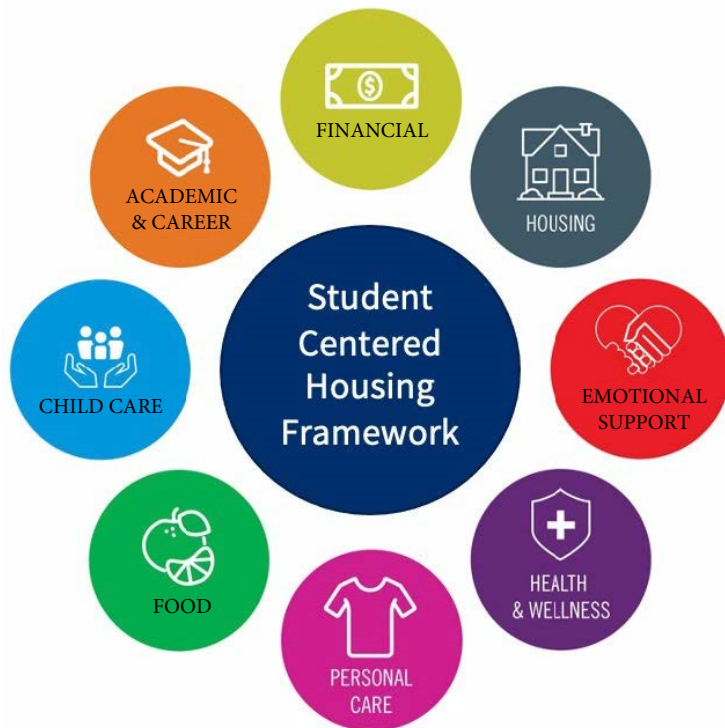 FINANCIAL
HOUSING
EMOTIONAL
SUPPORT
HEALTH
& WELLNESS
PERSONAL
CARE
FOOD
CHILD CARE
ACADEMIC
& CAREER
Student
Centered
Housing
Framework